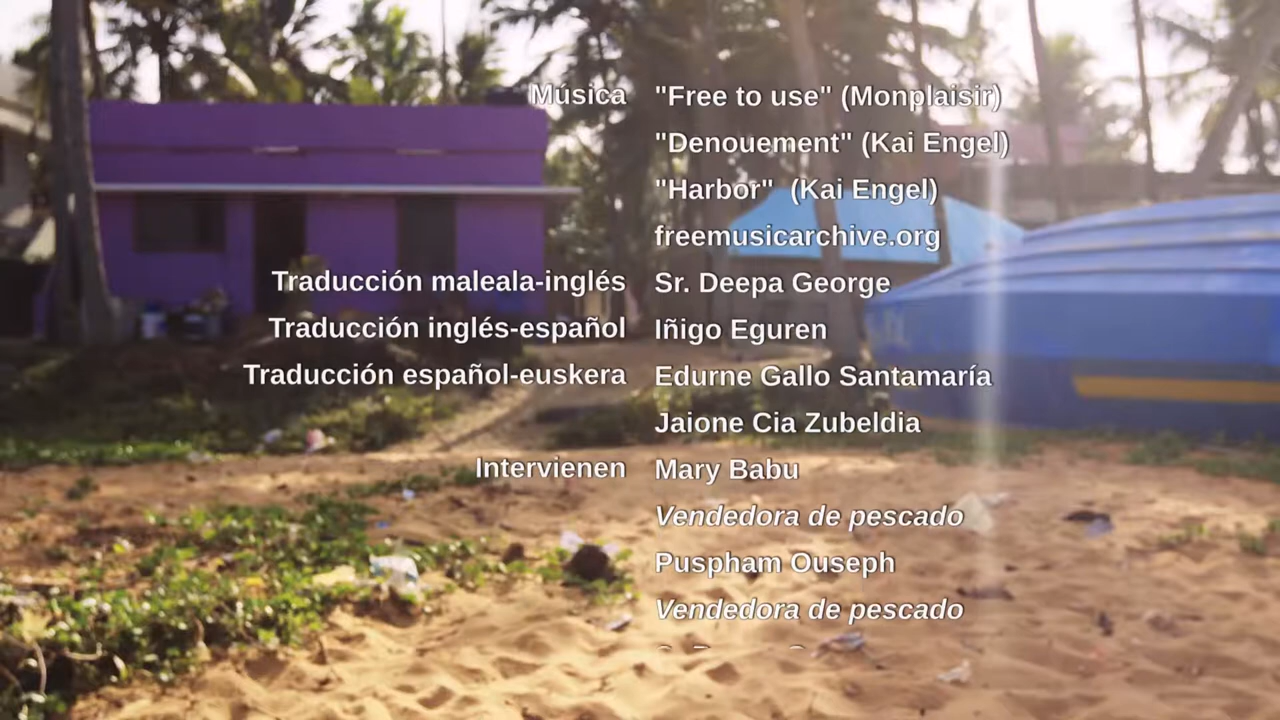 Música "Free to use" (Monplaisir)
"Denouement" (Kai Engel)
"Harbor" (Kai Engel)
freemusicarchive.org
Traducción maleala-inglés Sr. Deepa George
Traducción inglés-español Iñigo Eguren
Traducción español-euskera Edurne Gallo Santamaría
Jaione Cia Zubeldia
Intervienen Mary Babu
Vendedora de pescado
Puspham Ouseph
Vendedora de pescado